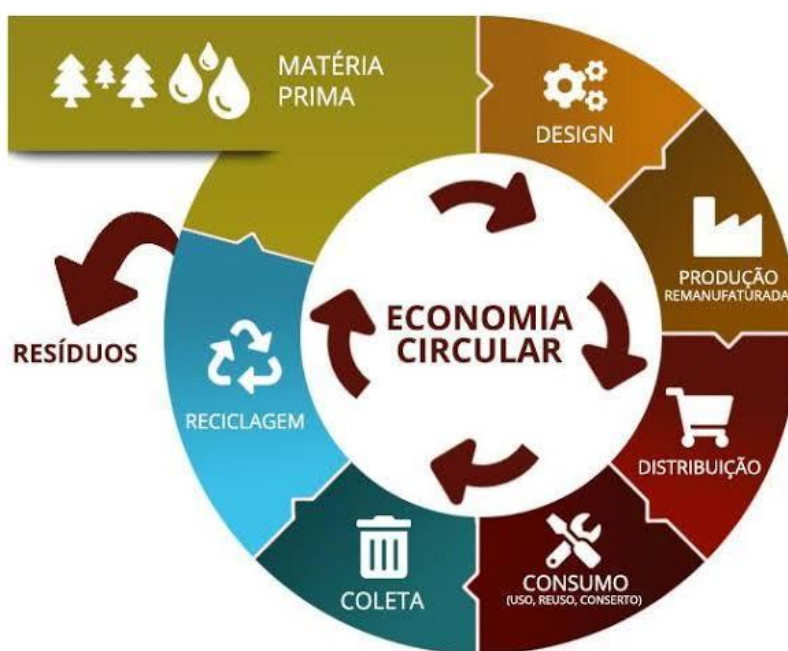 MATÉRIA
PRIMA
DESIGN
PRODUÇÃO
REMANUFATURADA
DISTRIBUIÇÃO
CONSUMO
(USO, REUSO, CONSERTO)
COLETA
RECICLAGEM
RESÍDUOS
ECONOMIA
CIRCULAR